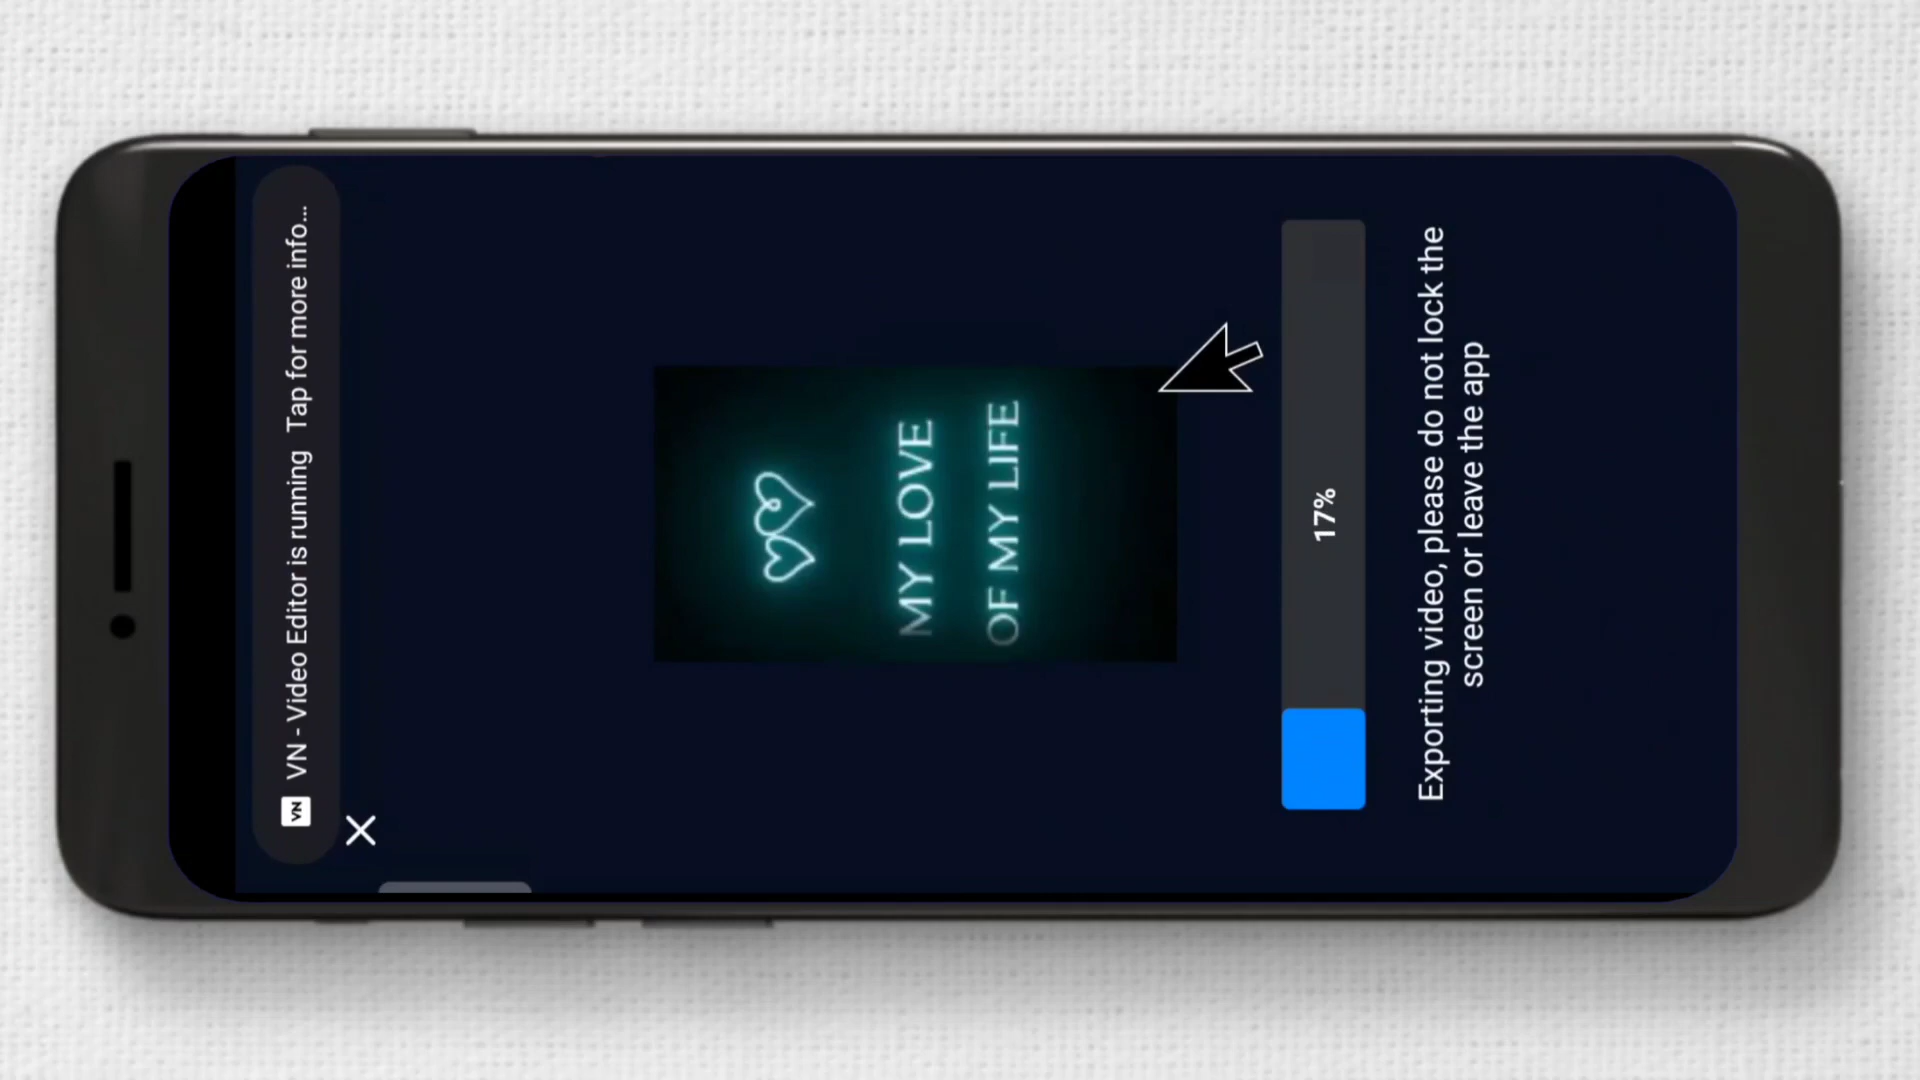 VN VN - Video Editor is running Tap for more info...
MY LOVE
OF MY LIFE
17%
Exporting video, please do not lock the
screen or leave the app